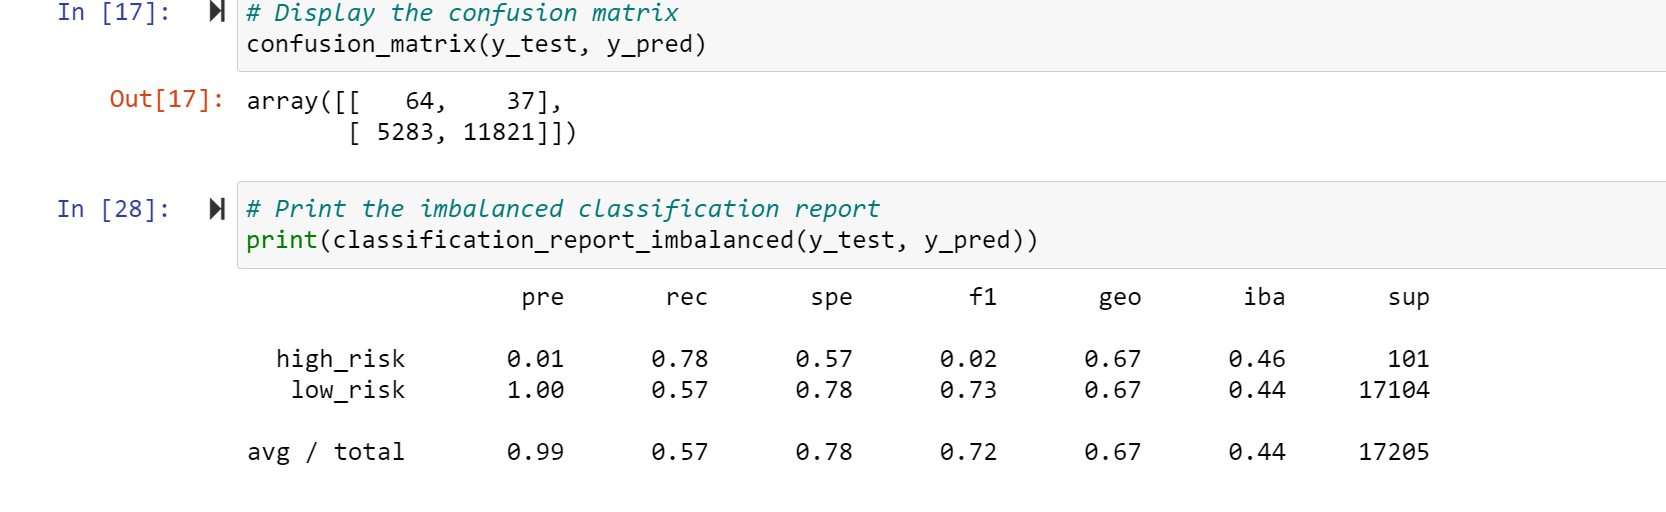 In [17]: # Display the confusion matrix
confusion_matrix(y_test, y_pred)
Out[17]: array([[   64,    37],
       [ 5283, 11821]])
In [28]: # Print the imbalanced classification report
print(classification_report_imbalanced(y_test, y_pred))
pre rec spe f1 geo iba sup
high_risk 0.01 0.78 0.57 0.02 0.67 0.46 101
low_risk 1.00 0.57 0.78 0.73 0.67 0.44 17104
avg / total 0.99 0.57 0.78 0.72 0.67 0.44 17205